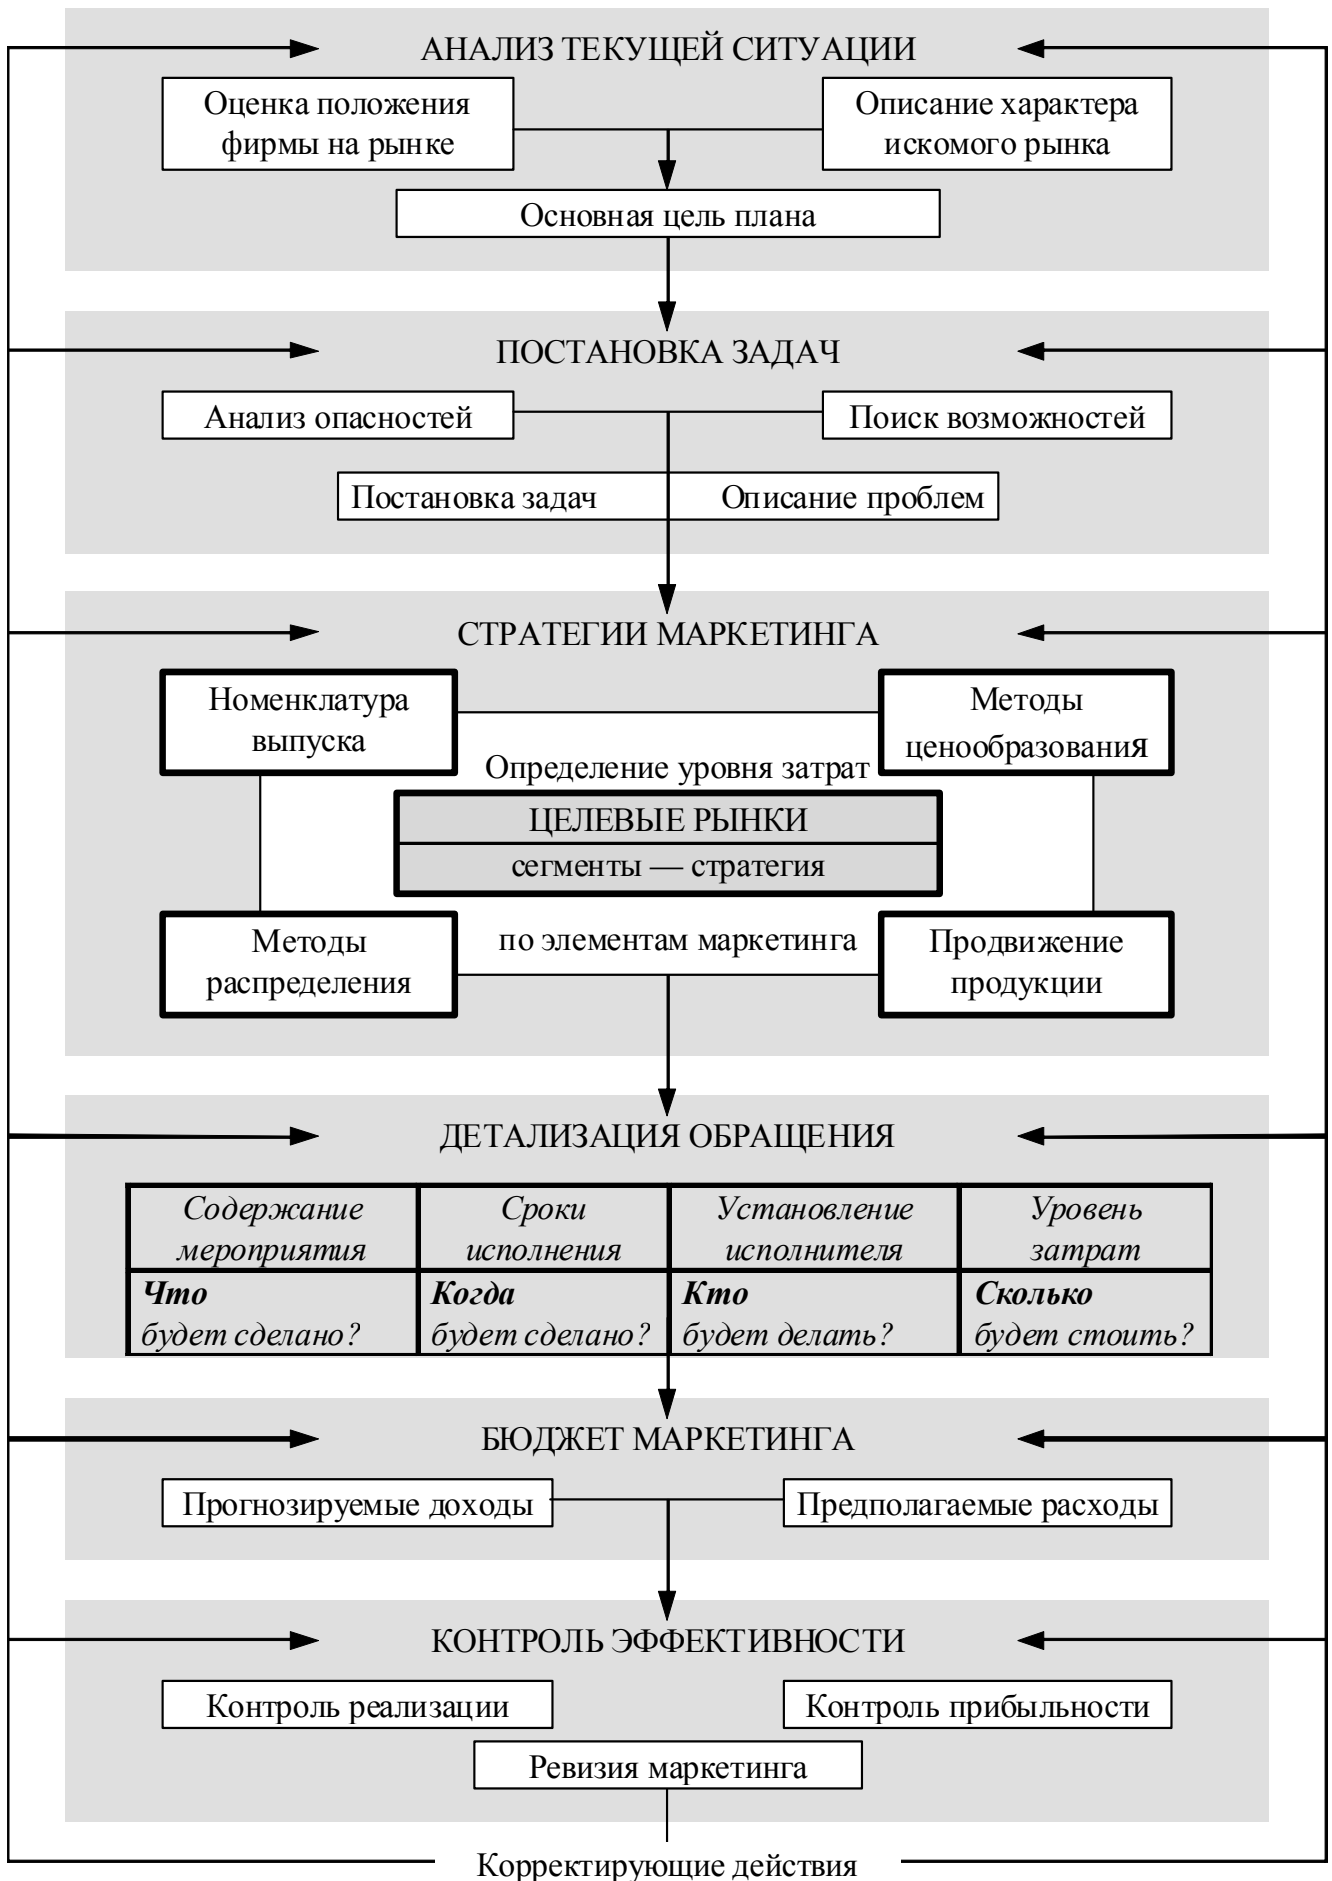 АНАЛИЗ ТЕКУЩЕЙ СИТУАЦИИ
Оценка положения
фирмы на рынке
Описание характера
искомого рынка
Основная цель плана
ПОСТАНОВКА ЗАДАЧ
Анализ опасностей
Поиск возможностей
Постановка задач
Описание проблем
СТРАТЕГИИ МАРКЕТИНГА
Номенклатура
выпуска
Методы
ценообразования
Определение уровня затрат
ЦЕЛЕВЫЕ РЫНКИ
сегменты — стратегия
Методы
распределения
по элементам маркетинга
Продвижение
продукции
ДЕТАЛИЗАЦИЯ ОБРАЩЕНИЯ
Содержание
мероприятия
Сроки
исполнения
Установление
исполнителя
Уровень
затрат
Что
будет сделано?
Когда
будет сделано?
Кто
будет делать?
Сколько
будет стоить?
БЮДЖЕТ МАРКЕТИНГА
Прогнозируемые доходы
Предполагаемые расходы
КОНТРОЛЬ ЭФФЕКТИВНОСТИ
Контроль реализации
Контроль прибыльности
Ревизия маркетинга
Корректирующие действия